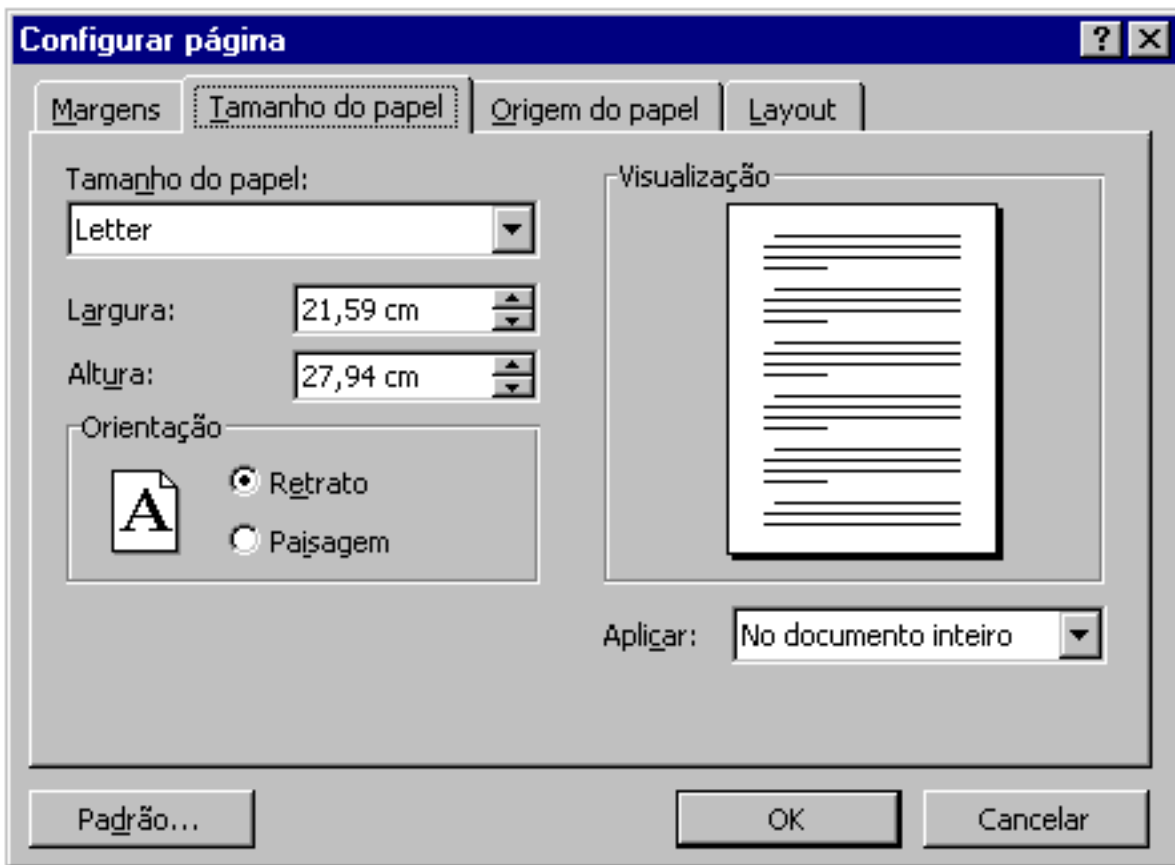 Configurar página
Margens
Tamanho do papel
Origem do papel
Layout
Tamanho do papel:
Letter
Largura:
21,59 cm
Altura:
27,94 cm
Orientação
A
Retrato
Paisagem
Visualização
Aplicar:
No documento inteiro
Padrão...
OK
Cancelar